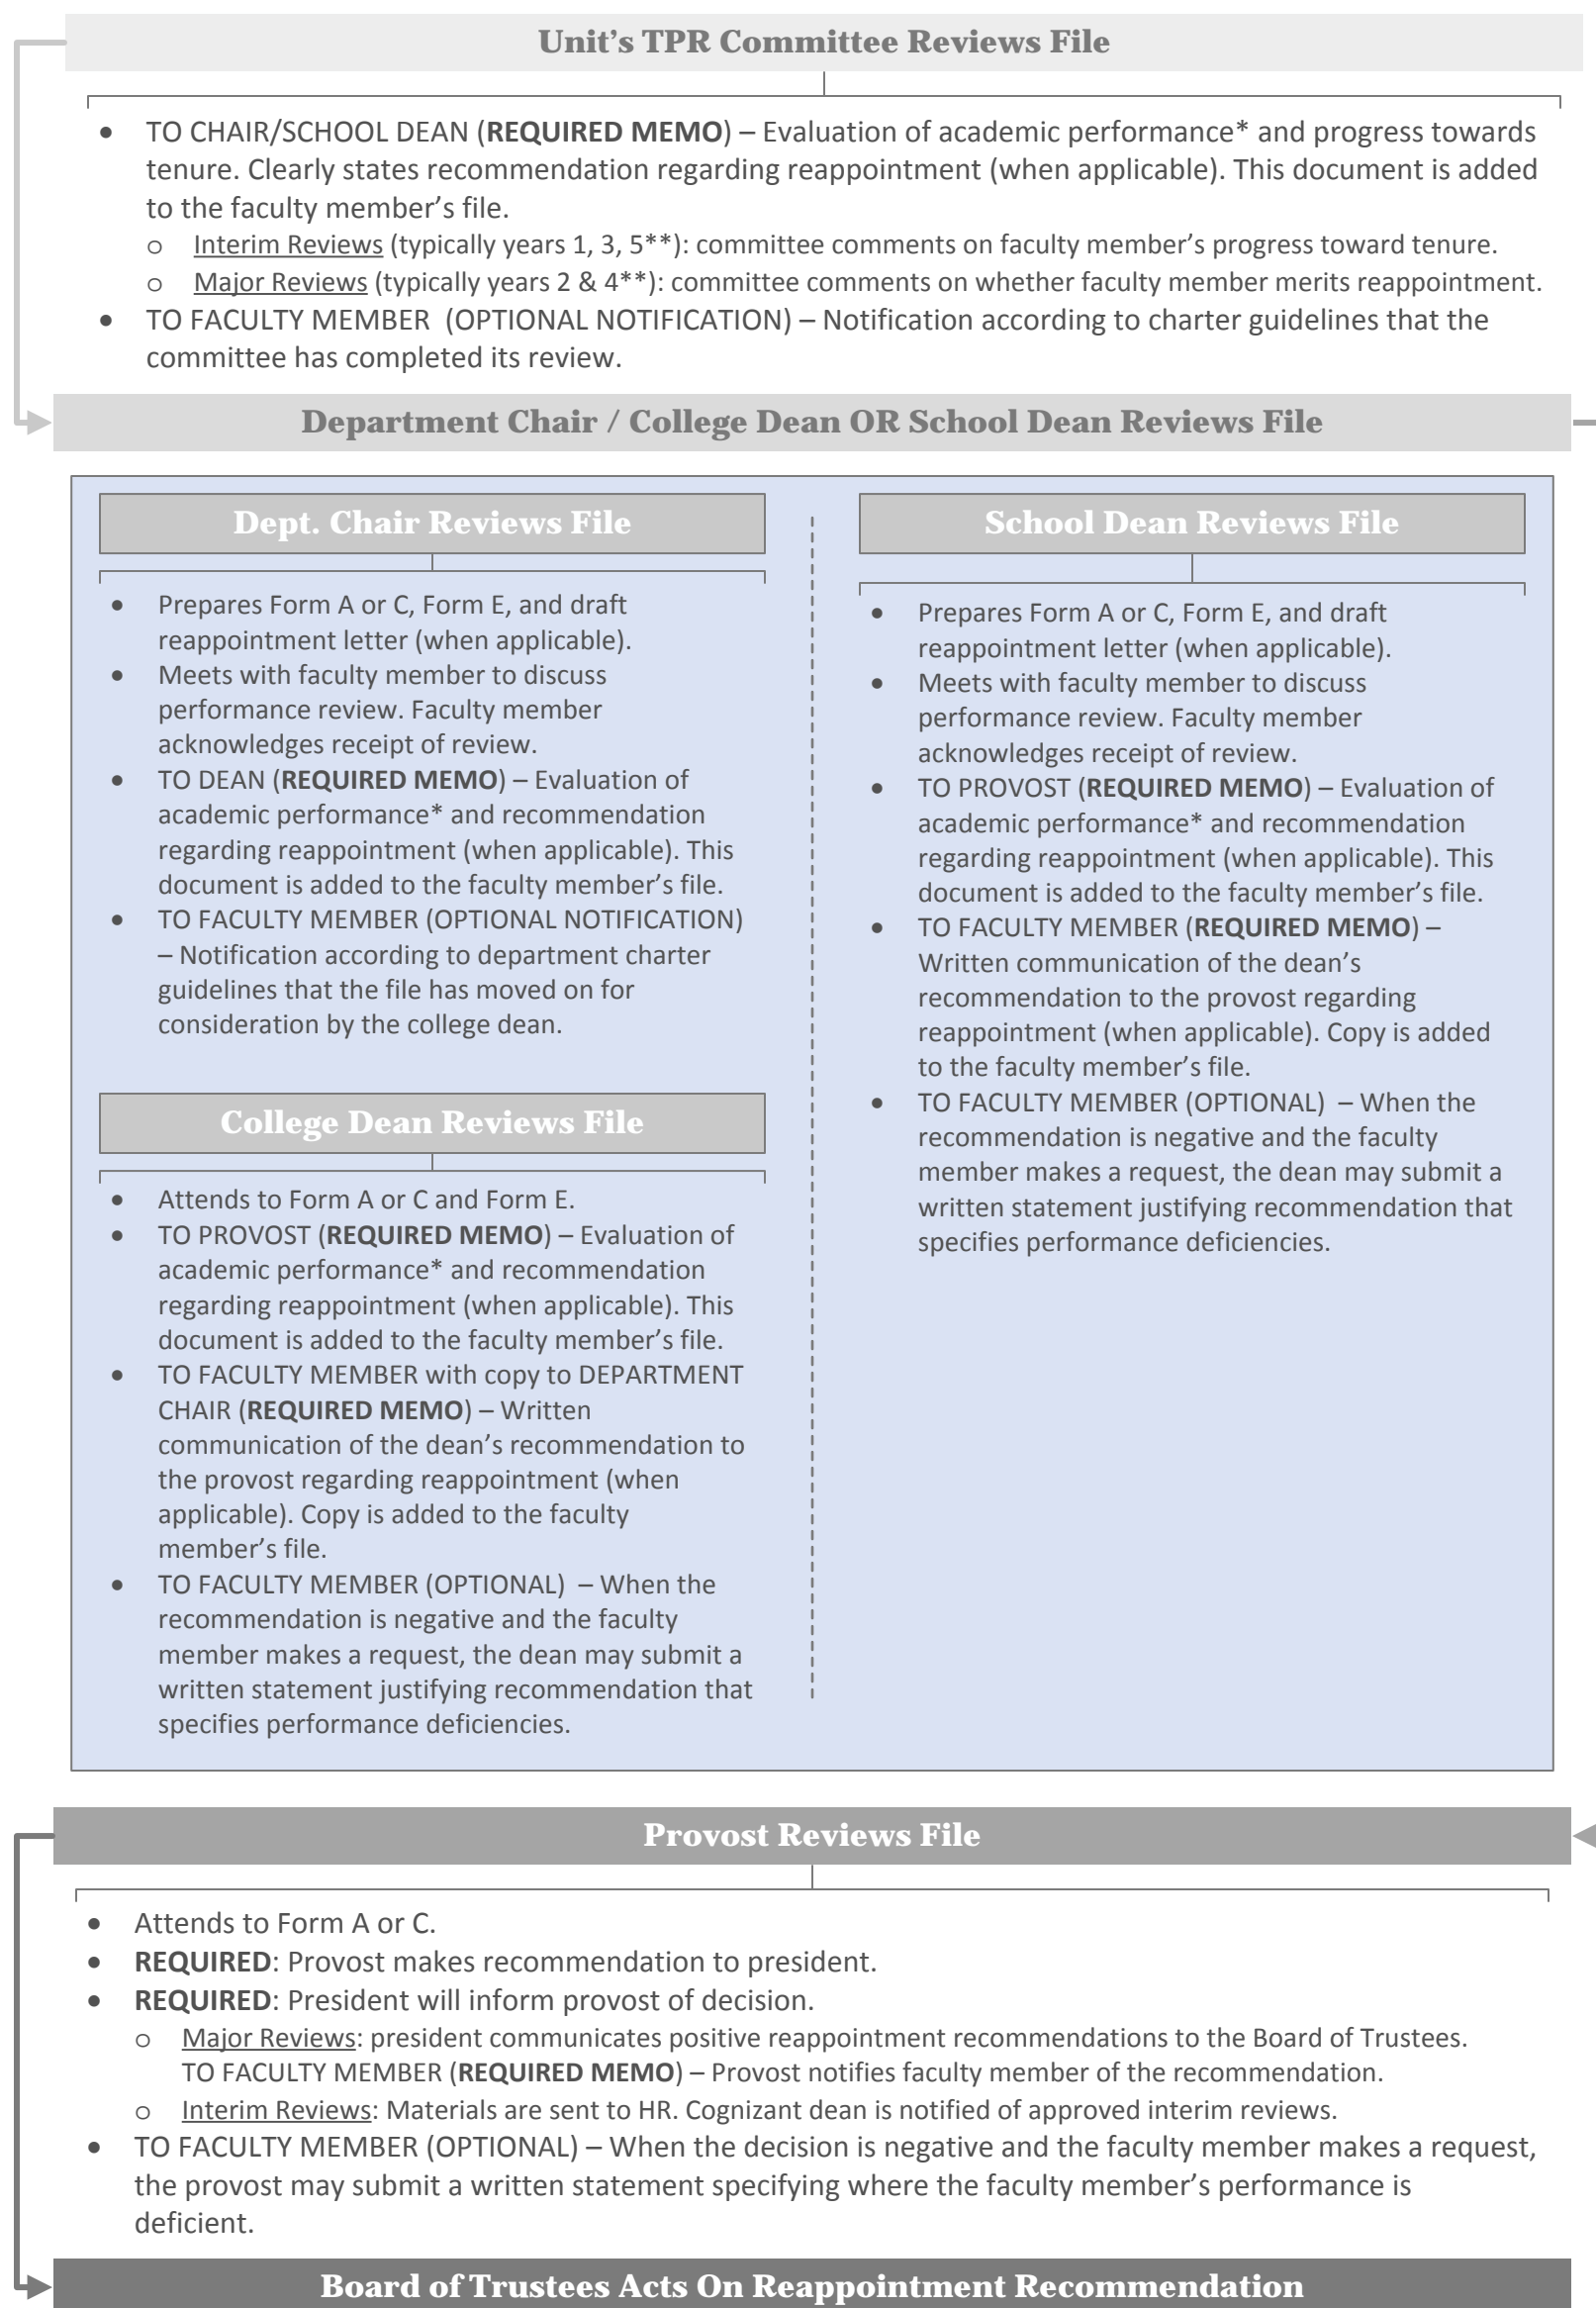 Unit's TPR Committee Reviews File
• TO CHAIR/SCHOOL DEAN (REQUIRED MEMO) – Evaluation of academic performance* and progress towards
tenure. Clearly states recommendation regarding reappointment (when applicable). This document is added
to the faculty member's file.
o Interim Reviews (typically years 1, 3, 5**): committee comments on faculty member's progress toward tenure.
o Major Reviews (typically years 2 & 4**): committee comments on whether faculty member merits reappointment.
• TO FACULTY MEMBER (OPTIONAL NOTIFICATION) – Notification according to charter guidelines that the
committee has completed its review.
Department Chair / College Dean OR School Dean Reviews File
Dept. Chair Reviews File
• Prepares Form A or C, Form E, and draft
reappointment letter (when applicable).
• Meets with faculty member to discuss
performance review. Faculty member
acknowledges receipt of review.
• TO DEAN (REQUIRED MEMO) – Evaluation of
academic performance* and recommendation
regarding reappointment (when applicable). This
document is added to the faculty member's file.
• TO FACULTY MEMBER (OPTIONAL NOTIFICATION)
– Notification according to department charter
guidelines that the file has moved on for
consideration by the college dean.
College Dean Reviews File
• Attends to Form A or C and Form E.
• TO PROVOST (REQUIRED MEMO) – Evaluation of
academic performance* and recommendation
regarding reappointment (when applicable). This
document is added to the faculty member's file.
• TO FACULTY MEMBER with copy to DEPARTMENT
CHAIR (REQUIRED MEMO) – Written
communication of the dean's recommendation to
the provost regarding reappointment (when
applicable). Copy is added to the faculty
member's file.
• TO FACULTY MEMBER (OPTIONAL) – When the
recommendation is negative and the faculty
member makes a request, the dean may submit a
written statement justifying recommendation that
specifies performance deficiencies.
School Dean Reviews File
• Prepares Form A or C, Form E, and draft
reappointment letter (when applicable).
• Meets with faculty member to discuss
performance review. Faculty member
acknowledges receipt of review.
• TO PROVOST (REQUIRED MEMO) – Evaluation of
academic performance* and recommendation
regarding reappointment (when applicable). This
document is added to the faculty member's file.
• TO FACULTY MEMBER (REQUIRED MEMO) –
Written communication of the dean's
recommendation to the provost regarding
reappointment (when applicable). Copy is added
to the faculty member's file.
• TO FACULTY MEMBER (OPTIONAL) – When the
recommendation is negative and the faculty
member makes a request, the dean may submit a
written statement justifying recommendation that
specifies performance deficiencies.
Provost Reviews File
• Attends to Form A or C.
• REQUIRED: Provost makes recommendation to president.
• REQUIRED: President will inform provost of decision.
o Major Reviews: president communicates positive reappointment recommendations to the Board of Trustees.
TO FACULTY MEMBER (REQUIRED MEMO) – Provost notifies faculty member of the recommendation.
o Interim Reviews: Materials are sent to HR. Cognizant dean is notified of approved interim reviews.
• TO FACULTY MEMBER (OPTIONAL) – When the decision is negative and the faculty member makes a request,
the provost may submit a written statement specifying where the faculty member's performance is
deficient.
Board of Trustees Acts On Reappointment Recommendation